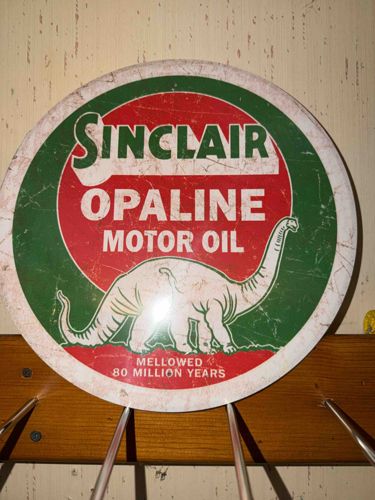 SINCLAIR
OPALINE
MOTOR OIL
MELLOWED
80 MILLION YEARS